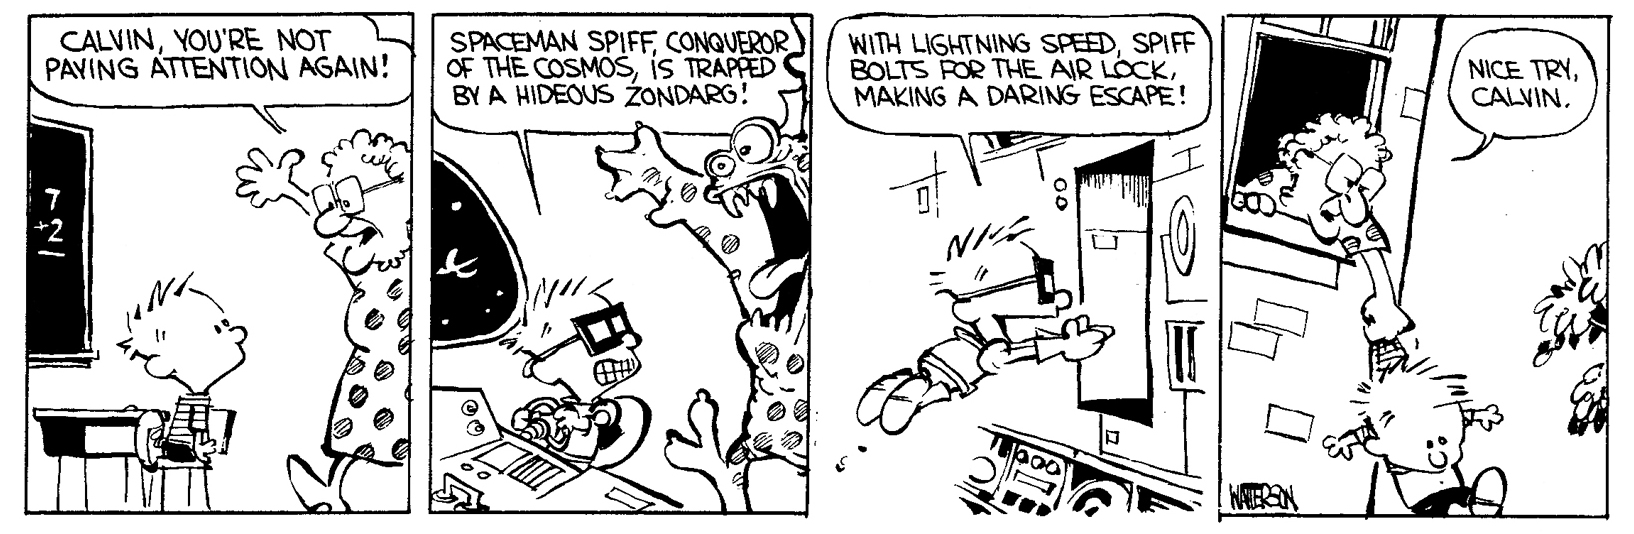 CALVIN, YOU'RE NOT
PAYING ATTENTION AGAIN!
7
+2
SPACEMAN SPIFF, CONQUEROR
OF THE COSMOS, IS TRAPPED
BY A HIDEOUS ZONDARG!
WITH LIGHTNING SPEED, SPIFF
BOLTS FOR THE AIR LOCK,
MAKING A DARING ESCAPE!
NICE TRY,
CALVIN.
WATTERSON